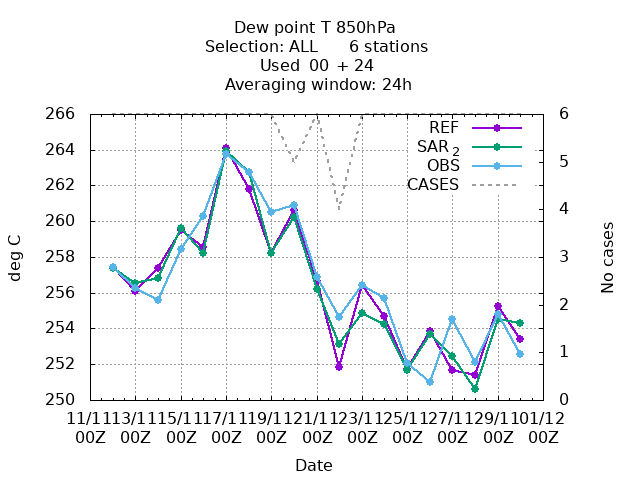 Dew point T 850hPa
Selection: ALL 6 stations
Used 00 + 24
Averaging window: 24h
266
264
262
260
258
256
254
252
250
6
5
4
3
2
1
0
REF
SAR 2
OBS
CASES
deg C
No cases
11/11 13/11 15/11 17/11 19/11 21/11 23/11 25/11 27/11 29/11 01/12
00Z 00Z 00Z 00Z 00Z 00Z 00Z 00Z 00Z 00Z 00Z
Date